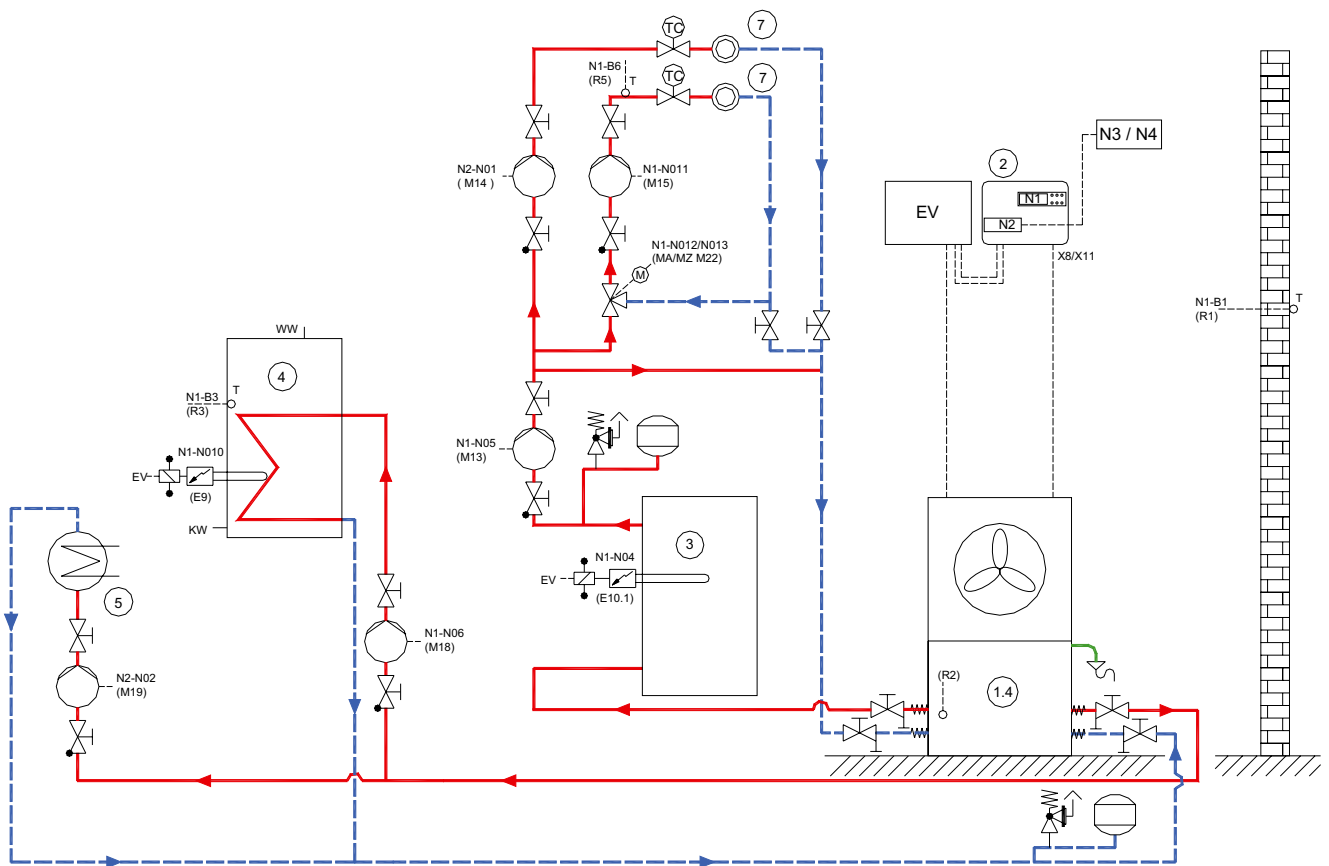 TC
7
N1-B6
(R5)
T
TC
7
N3 / N4
N2-N01
( M14 )
N1-N011
(M15)
2
EV
N1
N2
X8/X11
N1-N012/N013
(MA/MZ M22)
M
N1-B1
(R1)
T
WW
4
N1-B3
(R3)
T
N1-N010
EV
(E9)
KW
N1-N05
(M13)
3
N1-N04
EV
(E10.1)
5
N1-N06
(M18)
N2-N02
(M19)
(R2)
1.4